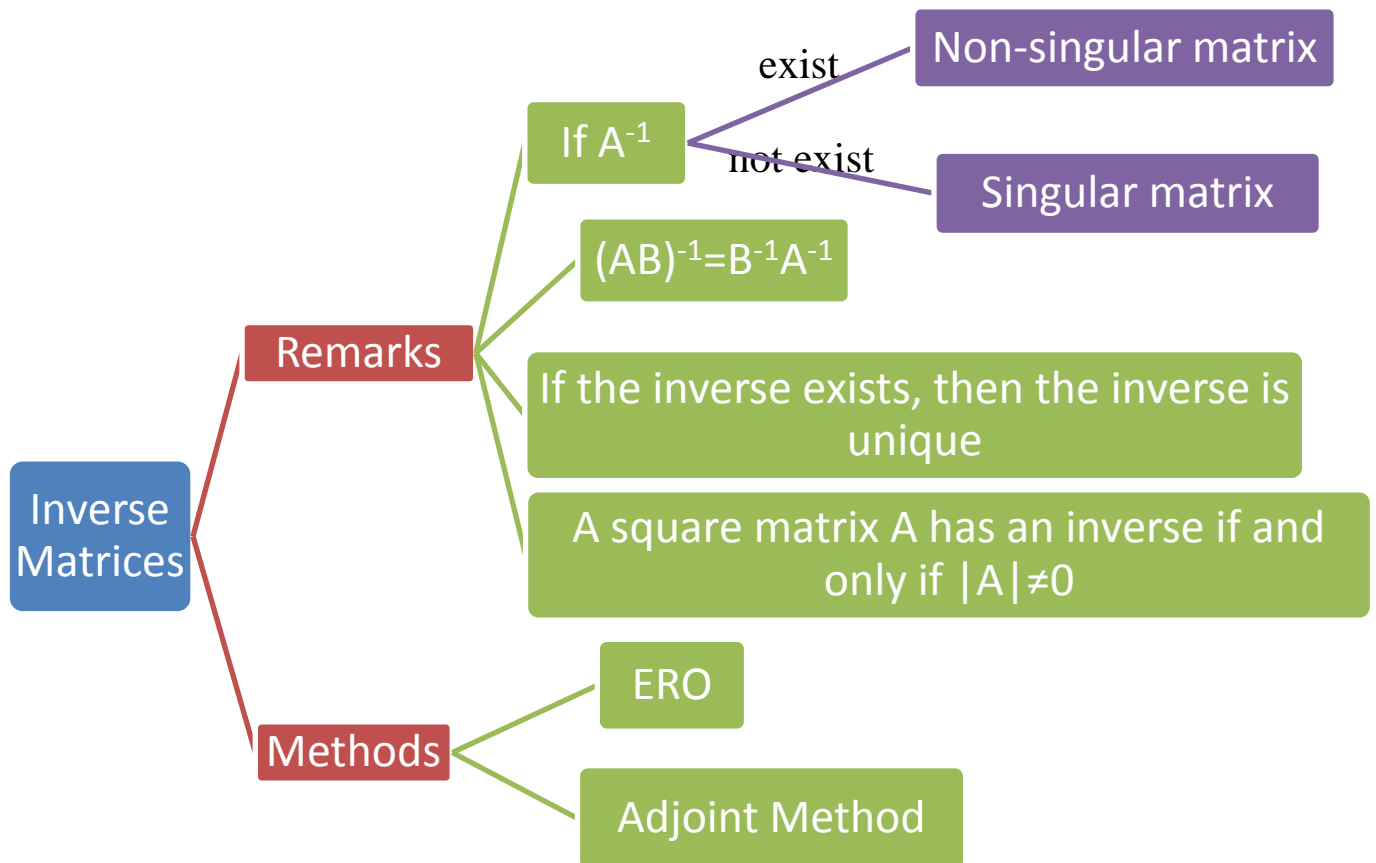 Non-singular matrix
exist
If A⁻¹
not exist
Singular matrix
(AB)⁻¹=B⁻¹A⁻¹
Remarks
If the inverse exists, then the inverse is
unique
Inverse
Matrices
A square matrix A has an inverse if and
only if |A|≠0
ERO
Methods
Adjoint Method